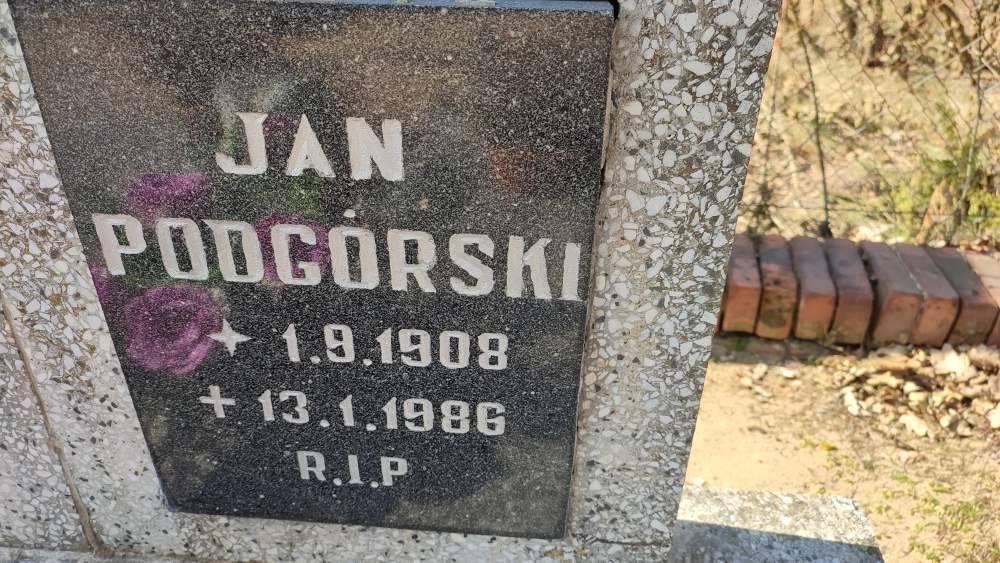 JAN
PODGÓRSKI
1.9.1908
+ 13.1.1986
R.I.P